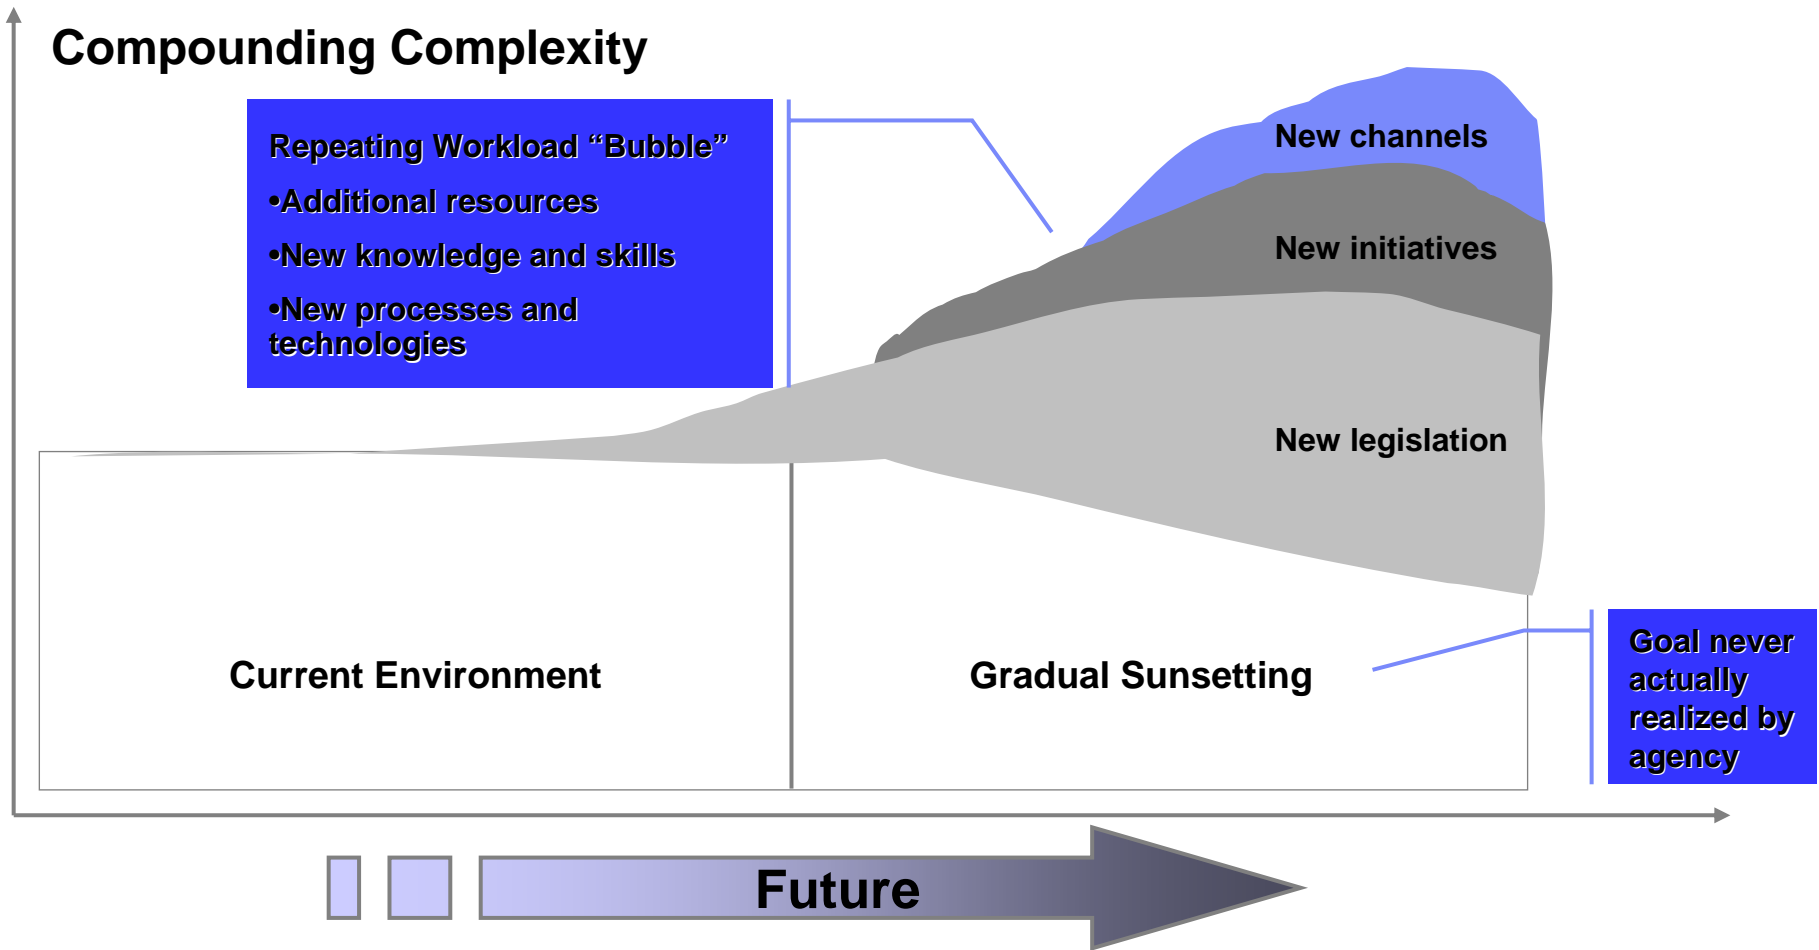 Compounding Complexity
Repeating Workload “Bubble”
•Additional resources
•New knowledge and skills
•New processes and
technologies
New channels
New initiatives
New legislation
Current Environment
Gradual Sunsetting
Goal never
actually
realized by
agency
Future